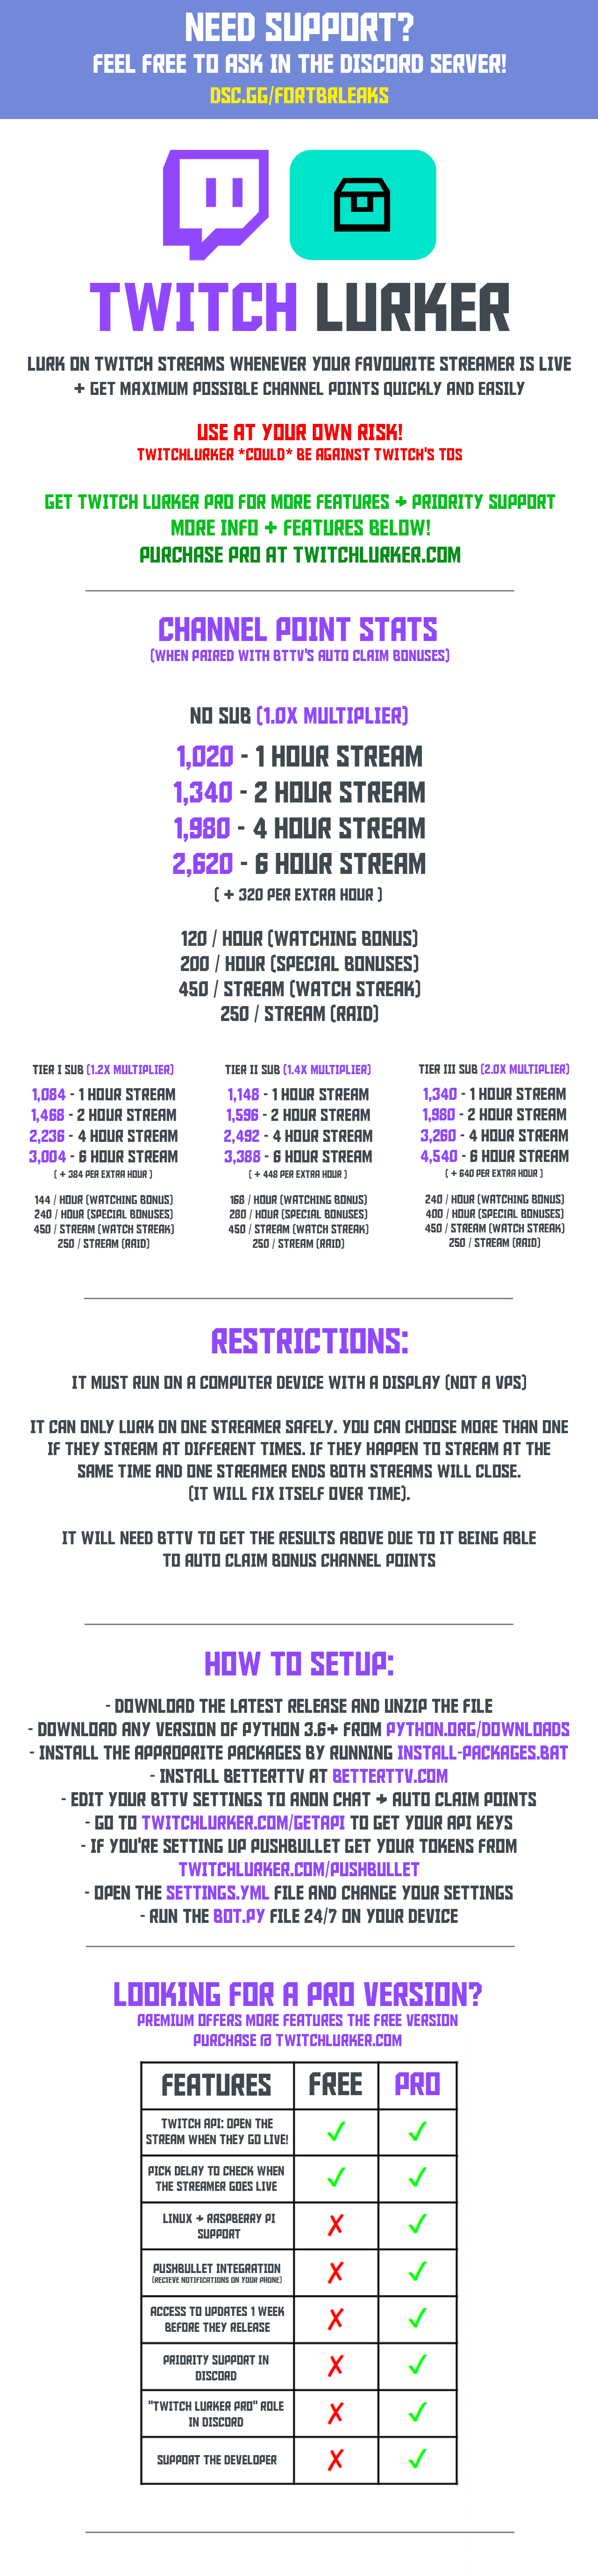 NEED SUPPORT?
FEEL FREE TO ASK IN THE DISCORD SERVER!
DSC.GG/FORTBRLEAKS
TWITCH LURKER
LURK ON TWITCH STREAMS WHENEVER YOUR FAVOURITE STREAMER IS LIVE
+ GET MAXIMUM POSSIBLE CHANNEL POINTS QUICKLY AND EASILY
USE AT YOUR OWN RISK!
TWITCHLURKER *COULD* BE AGAINST TWITCH'S TOS
GET TWITCH LURKER PRO FOR MORE FEATURES + PRIORITY SUPPORT
MORE INFO + FEATURES BELOW!
PURCHASE PRO AT TWITCHLURKER.COM
CHANNEL POINT STATS
(WHEN PAIRED WITH BTTV'S AUTO CLAIM BONUSES)
NO SUB (1.0X MULTIPLIER)
1,020 - 1 HOUR STREAM
1,340 - 2 HOUR STREAM
1,980 - 4 HOUR STREAM
2,620 - 6 HOUR STREAM
( + 320 PER EXTRA HOUR )
120 / HOUR (WATCHING BONUS)
200 / HOUR (SPECIAL BONUSES)
450 / STREAM (WATCH STREAK)
250 / STREAM (RAID)
TIER I SUB (1.2X MULTIPLIER)
1,084 - 1 HOUR STREAM
1,468 - 2 HOUR STREAM
2,236 - 4 HOUR STREAM
3,004 - 6 HOUR STREAM
( + 384 PER EXTRA HOUR )
144 / HOUR (WATCHING BONUS)
240 / HOUR (SPECIAL BONUSES)
450 / STREAM (WATCH STREAK)
250 / STREAM (RAID)
TIER II SUB (1.4X MULTIPLIER)
1,148 - 1 HOUR STREAM
1,596 - 2 HOUR STREAM
2,492 - 4 HOUR STREAM
3,388 - 6 HOUR STREAM
( + 448 PER EXTRA HOUR )
168 / HOUR (WATCHING BONUS)
280 / HOUR (SPECIAL BONUSES)
450 / STREAM (WATCH STREAK)
250 / STREAM (RAID)
TIER III SUB (2.0X MULTIPLIER)
1,340 - 1 HOUR STREAM
1,980 - 2 HOUR STREAM
3,260 - 4 HOUR STREAM
4,540 - 6 HOUR STREAM
( + 640 PER EXTRA HOUR )
240 / HOUR (WATCHING BONUS)
400 / HOUR (SPECIAL BONUSES)
450 / STREAM (WATCH STREAK)
250 / STREAM (RAID)
RESTRICTIONS:
IT MUST RUN ON A COMPUTER DEVICE WITH A DISPLAY (NOT A VPS)
IT CAN ONLY LURK ON ONE STREAMER SAFELY. YOU CAN CHOOSE MORE THAN ONE
IF THEY STREAM AT DIFFERENT TIMES. IF THEY HAPPEN TO STREAM AT THE
SAME TIME AND ONE STREAMER ENDS BOTH STREAMS WILL CLOSE.
(IT WILL FIX ITSELF OVER TIME).
IT WILL NEED BTTV TO GET THE RESULTS ABOVE DUE TO IT BEING ABLE
TO AUTO CLAIM BONUS CHANNEL POINTS
HOW TO SETUP:
- DOWNLOAD THE LATEST RELEASE AND UNZIP THE FILE
- DOWNLOAD ANY VERSION OF PYTHON 3.6+ FROM PYTHON.ORG/DOWNLOADS
- INSTALL THE APPROPRITE PACKAGES BY RUNNING INSTALL-PACKAGES.BAT
- INSTALL BETTERTTV AT BETTERTTV.COM
- EDIT YOUR BTTV SETTINGS TO ANON CHAT + AUTO CLAIM POINTS
- GO TO TWITCHLURKER.COM/GETAPI TO GET YOUR API KEYS
- IF YOU'RE SETTING UP PUSHBULLET GET YOUR TOKENS FROM
TWITCHLURKER.COM/PUSHBULLET
- OPEN THE SETTINGS.YML FILE AND CHANGE YOUR SETTINGS
- RUN THE BOT.PY FILE 24/7 ON YOUR DEVICE
LOOKING FOR A PRO VERSION?
PREMIUM OFFERS MORE FEATURES THE FREE VERSION
PURCHASE @ TWITCHLURKER.COM
FEATURES FREE PRO
TWITCH API: OPEN THE
STREAM WHEN THEY GO LIVE! ✓ ✓
PICK DELAY TO CHECK WHEN
THE STREAMER GOES LIVE ✓ ✓
LINUX + RASPBERRY PI
SUPPORT ✗ ✓
PUSHBULLET INTEGRATION
(RECIEVE NOTIFICATIONS ON YOUR PHONE) ✗ ✓
ACCESS TO UPDATES 1 WEEK
BEFORE THEY RELEASE ✗ ✓
PRIORITY SUPPORT IN
DISCORD ✗ ✓
"TWITCH LURKER PRO" ROLE
IN DISCORD ✗ ✓
SUPPORT THE DEVELOPER ✗ ✓